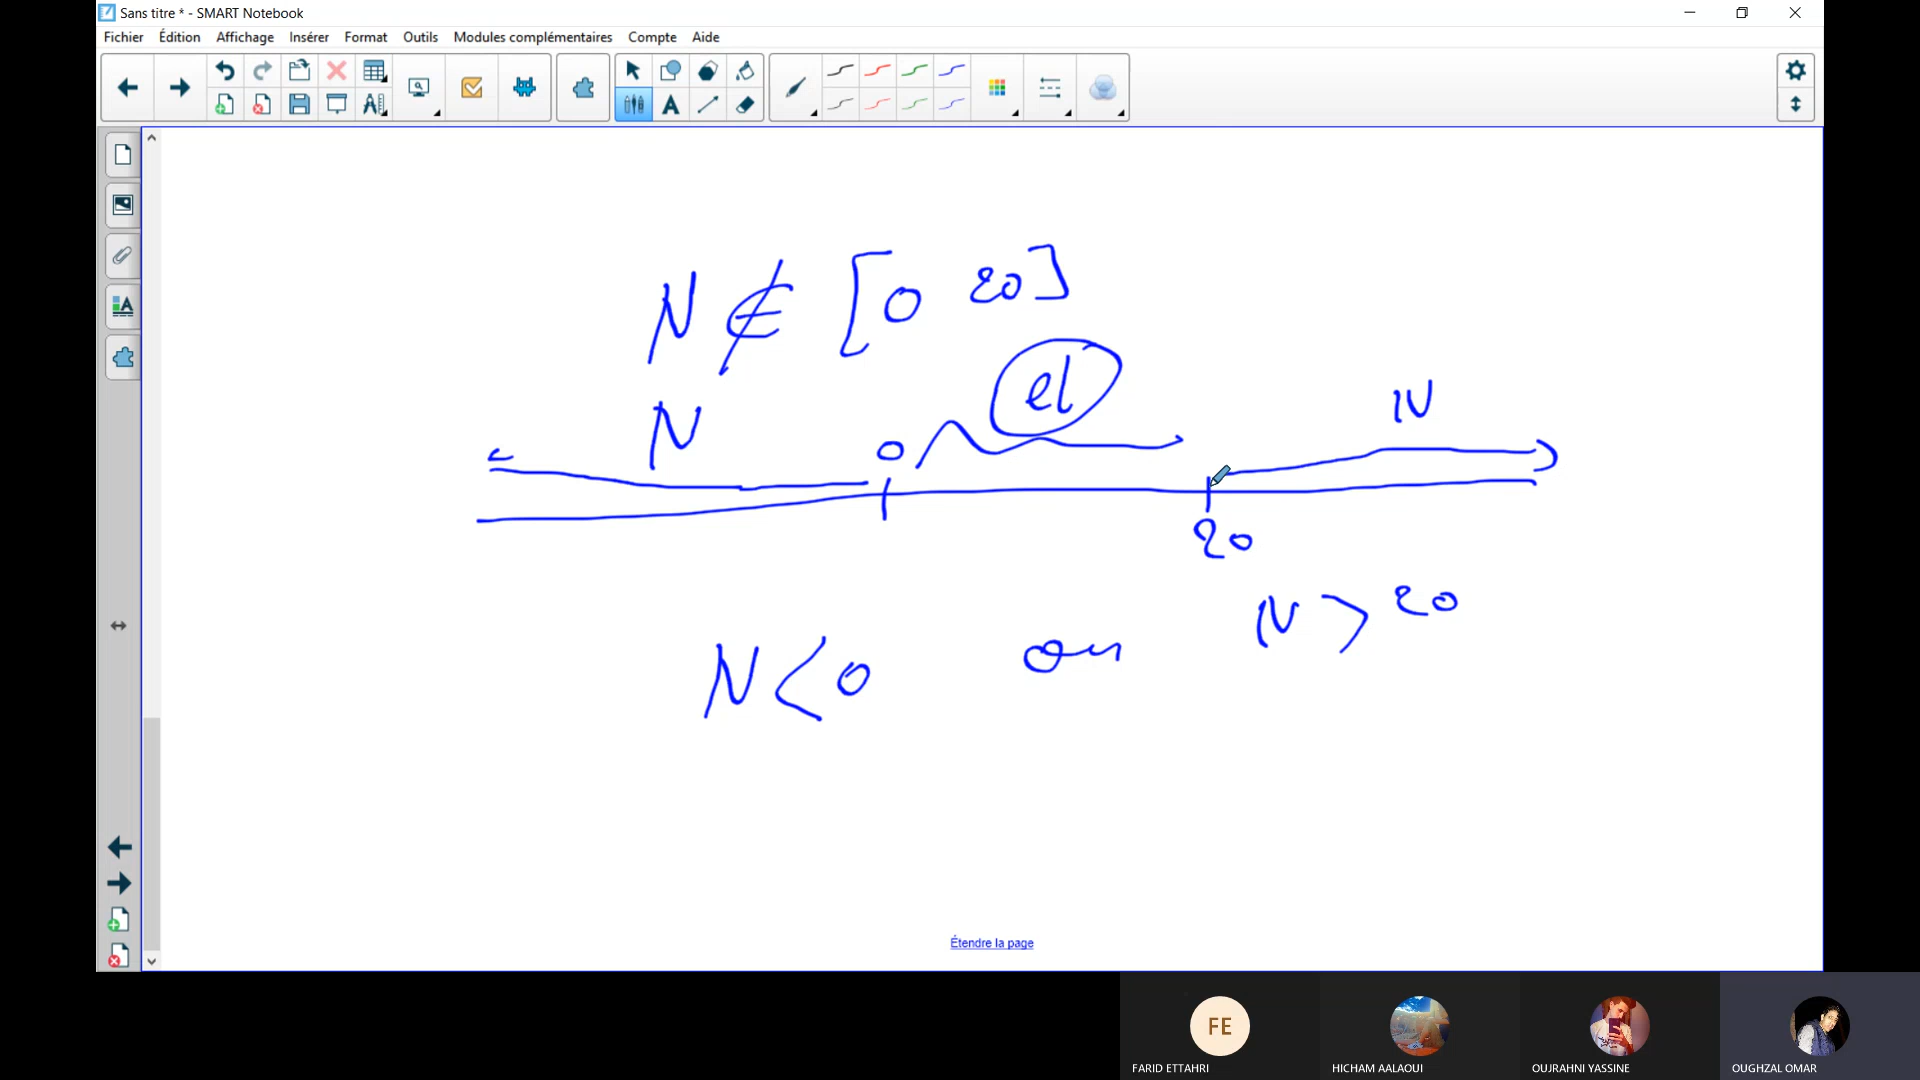 Sans titre * - SMART Notebook
Fichier Édition Affichage Insérer Format Outils Modules complémentaires Compte Aide
N ∉ [0 20]
el
N
N
0
20
N > 20
N < 0 ou
Étendre la page
FE
FARID ETTAHRI HICHAM AALAOUI OUJRAHNI YASSINE OUGHZAL OMAR